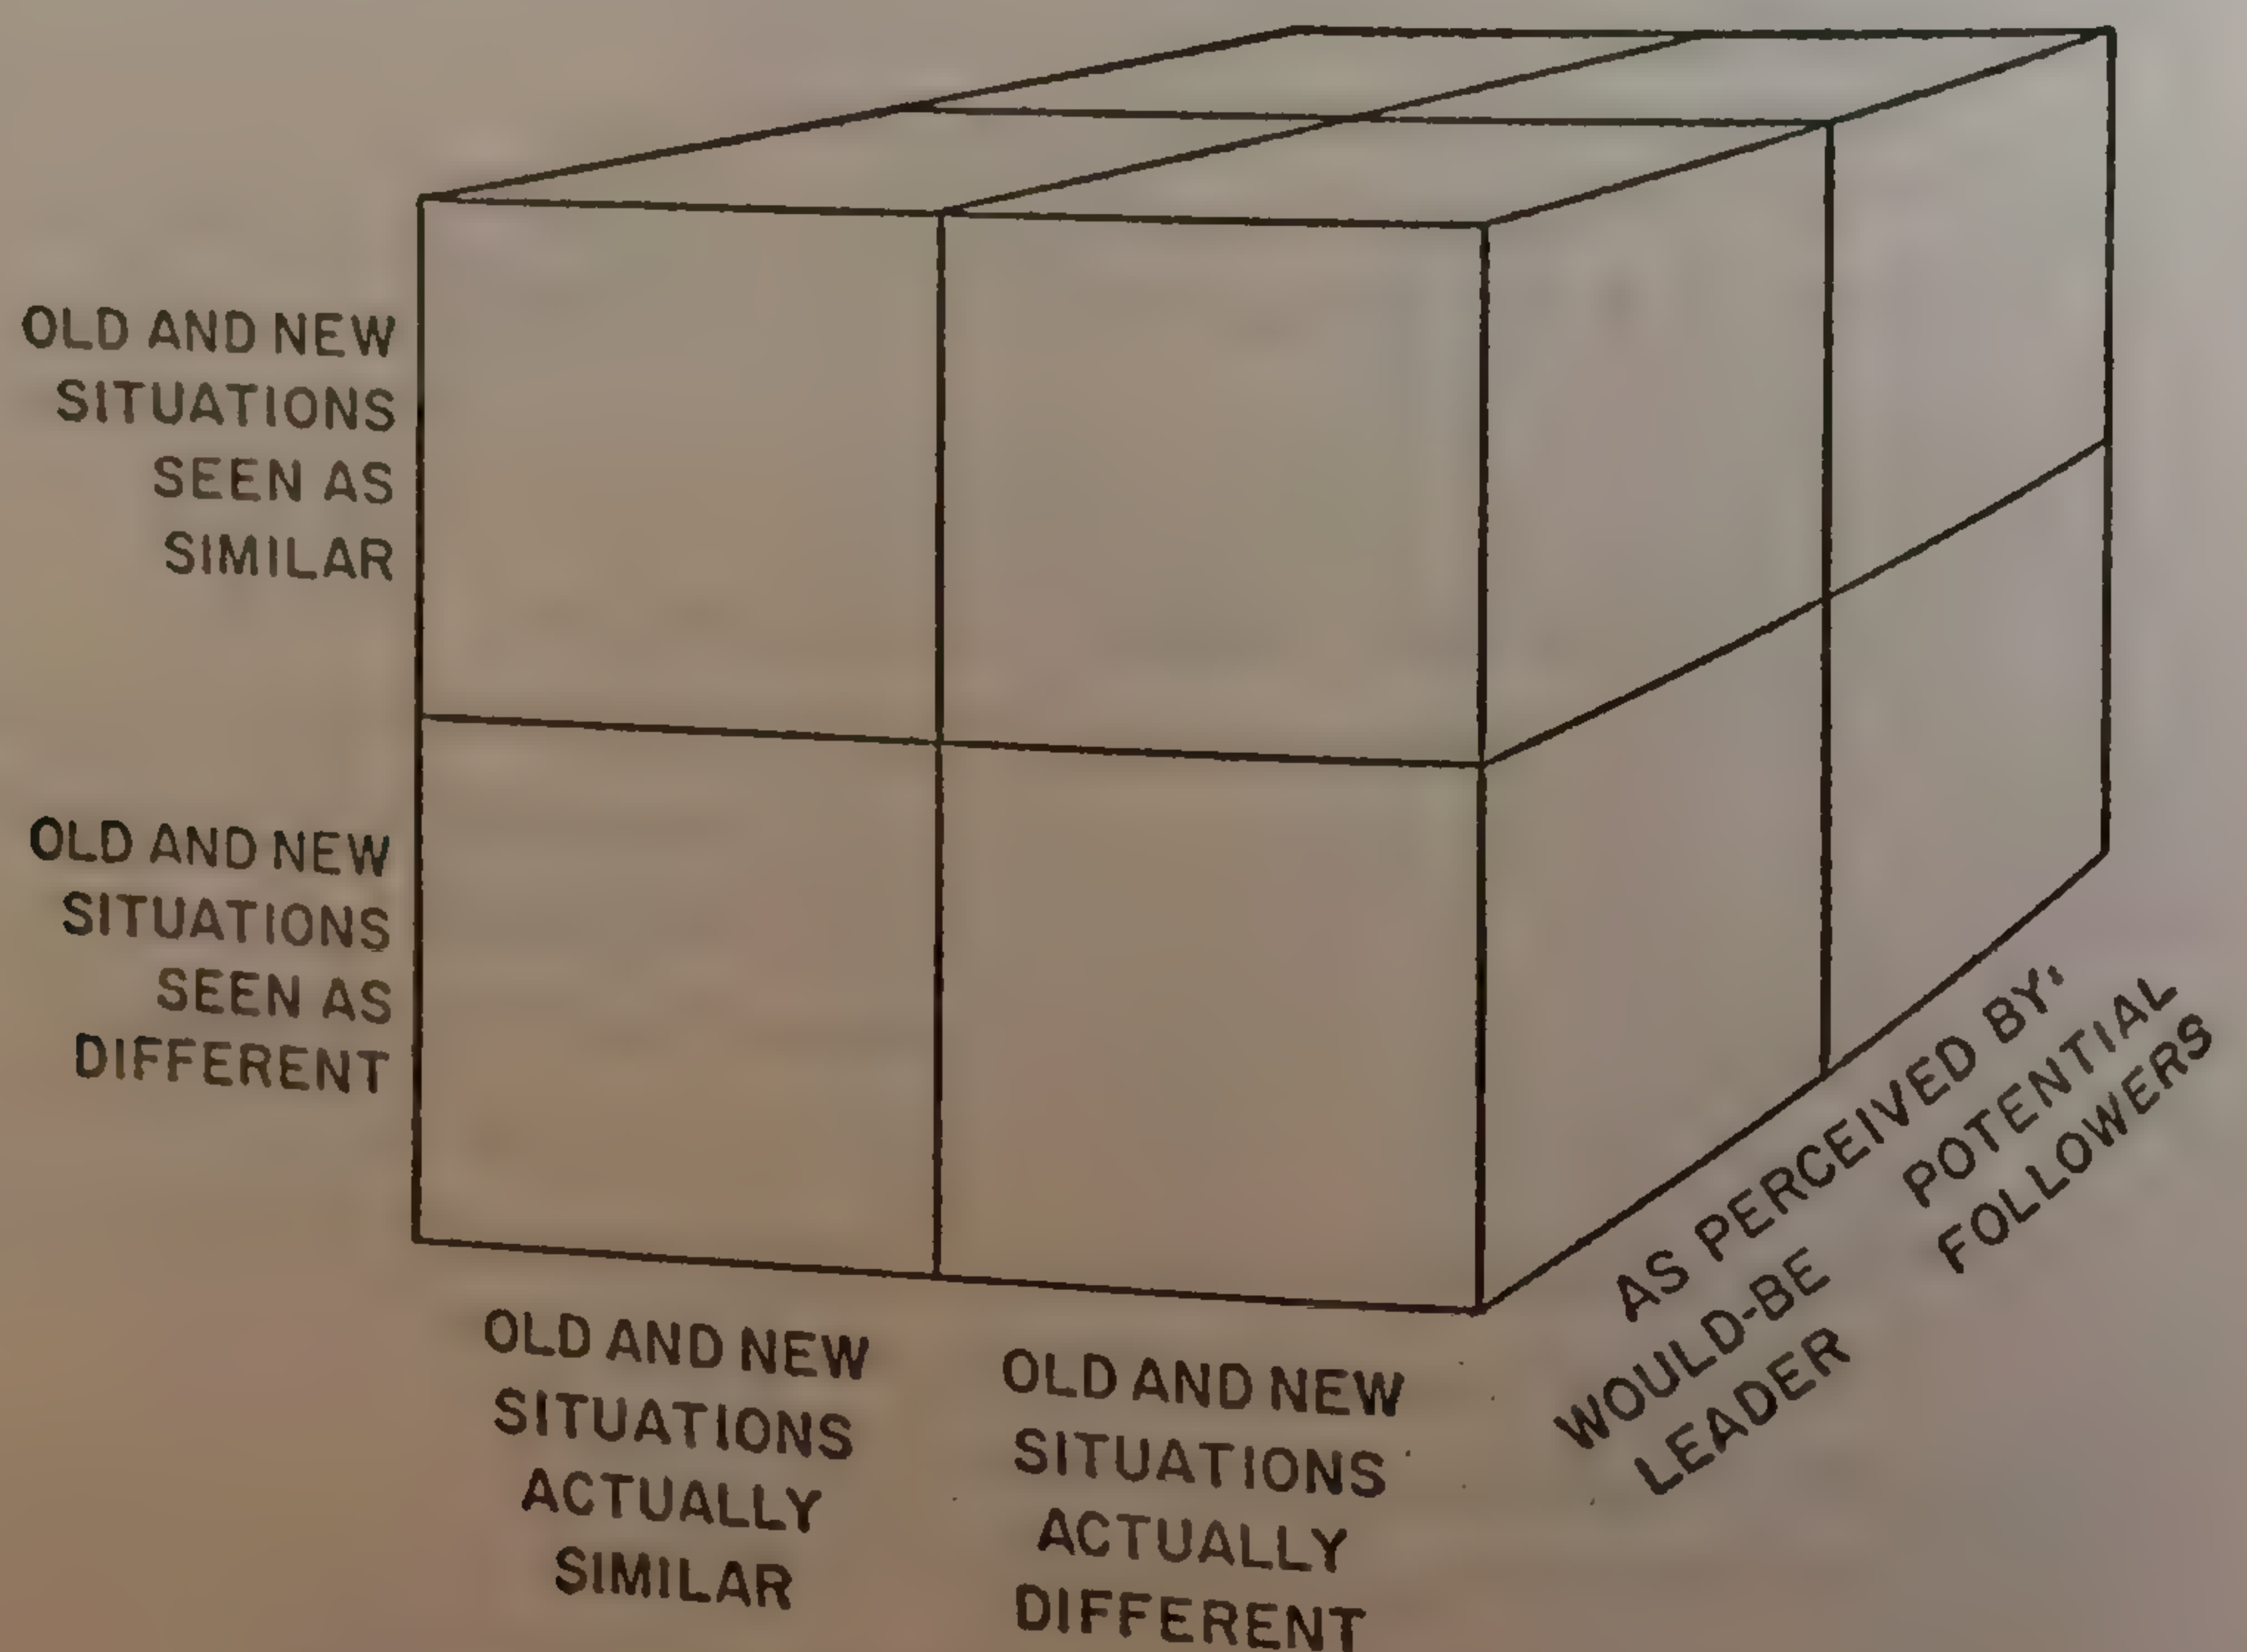 OLD AND NEW
SITUATIONS
SEEN AS
SIMILAR
OLD AND NEW
SITUATIONS
SEEN AS
DIFFERENT
OLD AND NEW
SITUATIONS
ACTUALLY
SIMILAR
OLD AND NEW
SITUATIONS
ACTUALLY
DIFFERENT
AS PERCEIVED BY:
WOULD-BE
LEADER
POTENTIAL
FOLLOWERS